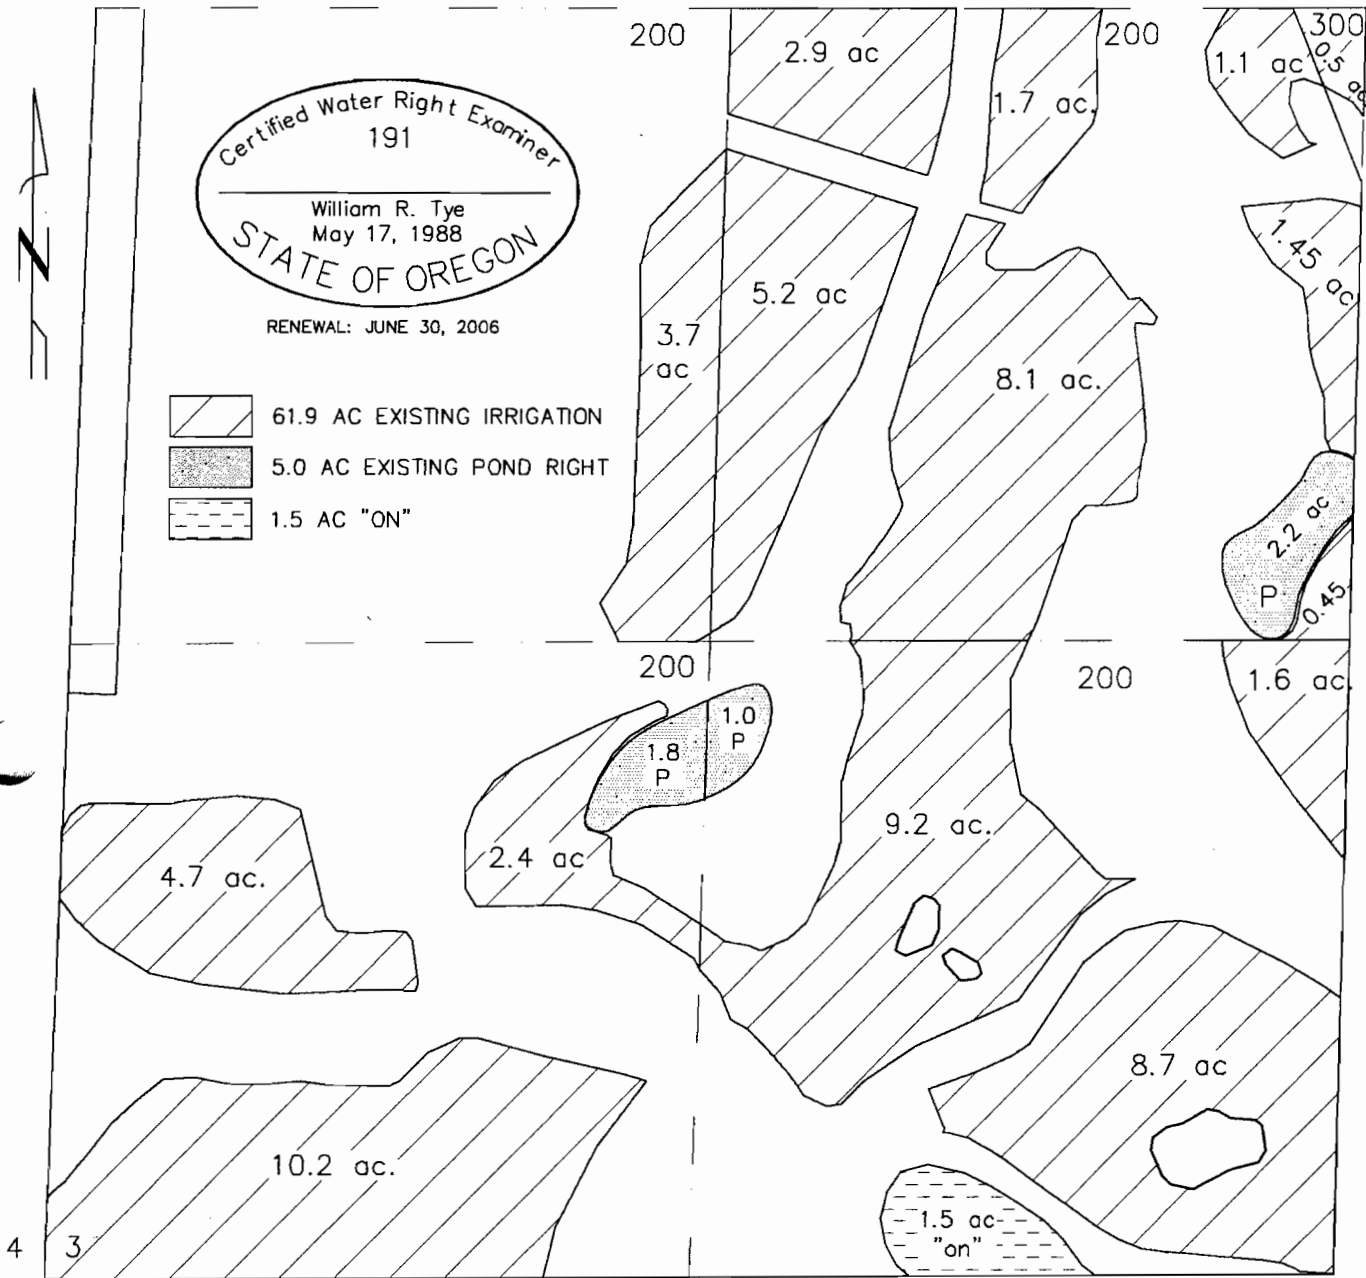 200
200
300
2.9 ac
1.7 ac.
1.1 ac
0.5 ac
Certified Water Right Examiner
191
William R. Tye
May 17, 1988
STATE OF OREGON
RENEWAL: JUNE 30, 2006
N
1.45 ac
5.2 ac
3.7
ac
8.1 ac.
61.9 AC EXISTING IRRIGATION
5.0 AC EXISTING POND RIGHT
1.5 AC "ON"
2.2 ac
P
0.45
200
200
1.6 ac.
1.0
P
1.8
P
9.2 ac.
2.4 ac
4.7 ac.
8.7 ac
10.2 ac.
1.5 ac
"on"
4 3